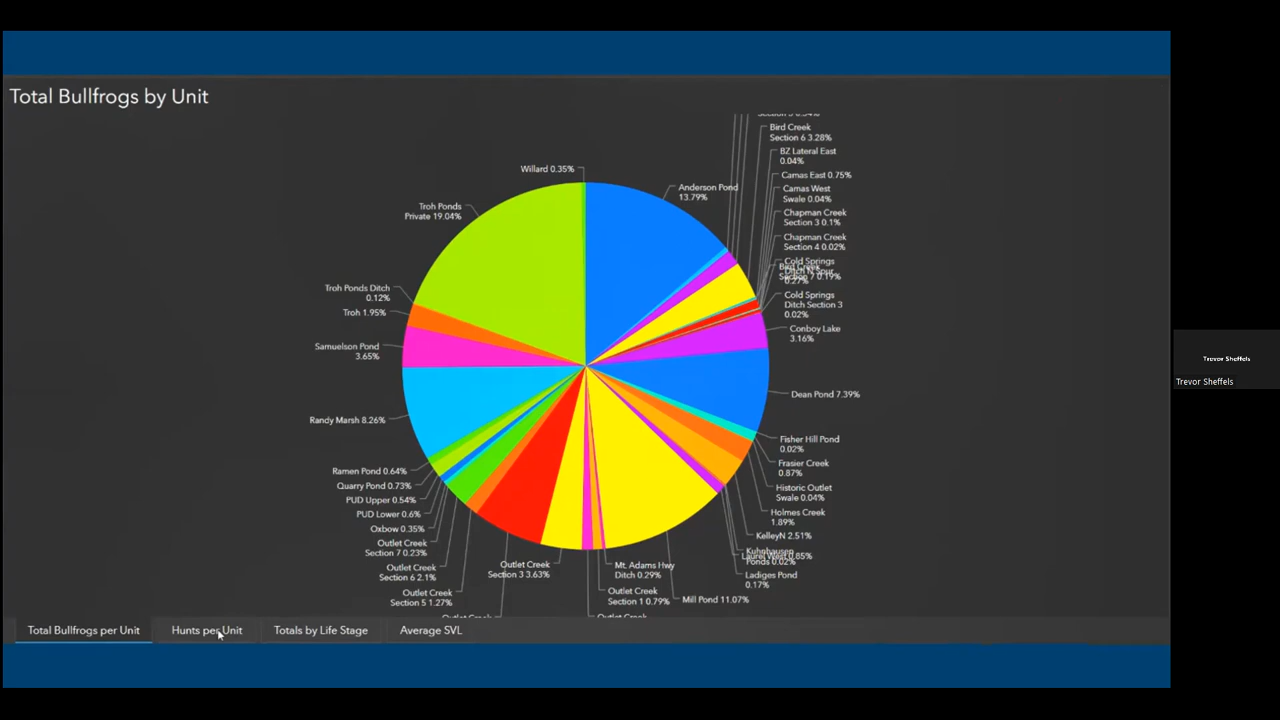 Total Bullfrogs by Unit
Bird Creek
Section 6 3.28%
BZ Lateral East
0.04%
Willard 0.35%
Camas East 0.75%
Anderson Pond
13.79%
Camas West
Swale 0.04%
Troh Ponds
Private 19.04%
Chapman Creek
Section 3 0.1%
Chapman Creek
Section 4 0.02%
Cold Springs
Troh Ponds Ditch
0.12%
Cold Springs
Ditch Section 3
0.02%
Troh 1.95%
Conboy Lake
3.16%
Samuelson Pond
3.65%
Dean Pond 7.39%
Randy Marsh 8.26%
Fisher Hill Pond
0.02%
Ramen Pond 0.64%
Frasier Creek
0.87%
Quarry Pond 0.73%
Historic Outlet
Swale 0.04%
PUD Upper 0.54%
PUD Lower 0.6%
Holmes Creek
1.89%
Oxbow 0.35%
KelleyN 2.51%
Outlet Creek
Section 7 0.23%
Outlet Creek
Section 6 2.1%
Outlet Creek
Section 3 3.63%
Mt. Adams Hwy
Ditch 0.29%
Ladiges Pond
0.17%
Outlet Creek
Section 5 1.27%
Outlet Creek
Section 1 0.79%
Mill Pond 11.07%
Total Bullfrogs per Unit
Hunts per Unit
Totals by Life Stage
Average SVL
Trevor Sheffels
Trevor Sheffels